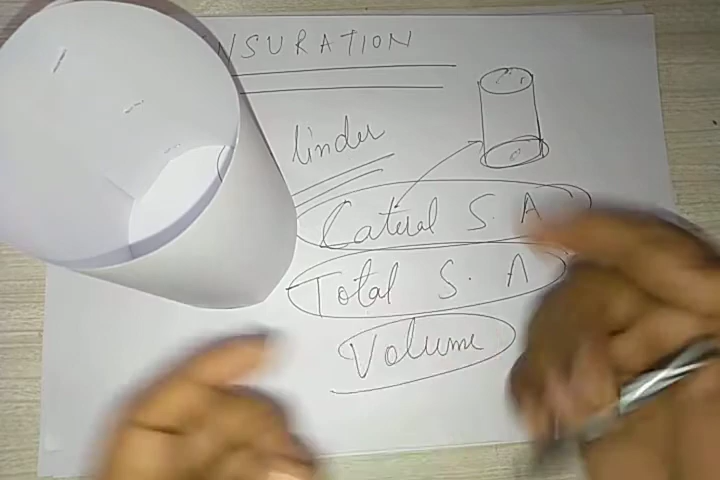 NSURATION
linder
Lateral S.A
Total S.A
Volume